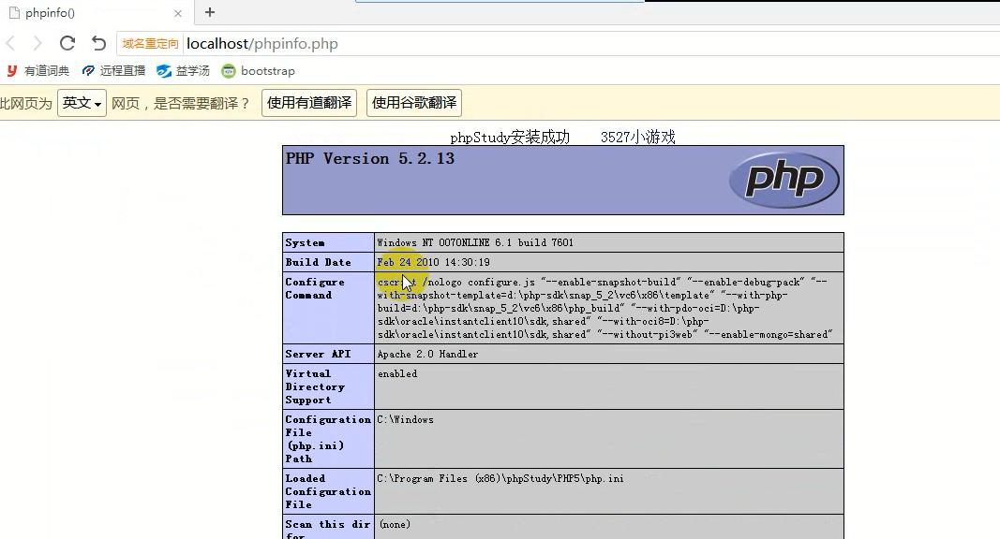 phpinfo()
域名重定向 localhost/phpinfo.php
有道词典 远程直播 益学汤 bootstrap
此网页为 英文 网页，是否需要翻译？ 使用有道翻译 使用谷歌翻译
phpStudy安装成功 3527小游戏
PHP Version 5.2.13
php
System Windows NT 007ONLINE 6.1 build 7601
Build Date Feb 24 2010 14:30:19
Configure cscript /nologo configure.js "--enable-snapshot-build" "--enable-debug-pack" "--
Command with-snapshot-template=d:\php-sdk\snap_5_2\vc6\x86\template" "--with-php-
build=d:\php-sdk\snap_5_2\vc6\x86\php_build" "--with-pdo-oci=D:\php-
sdk\oracle\instantclient10\sdk,shared" "--with-oci8=D:\php-
sdk\oracle\instantclient10\sdk,shared" "--without-pi3web" "--enable-mongo=shared"
Server API Apache 2.0 Handler
Virtual enabled
Directory
Support
Configuration C:\Windows
File
(php.ini)
Path
Loaded C:\Program Files (x86)\phpStudy\PHP5\php.ini
Configuration
File
Scan this dir (none)
for